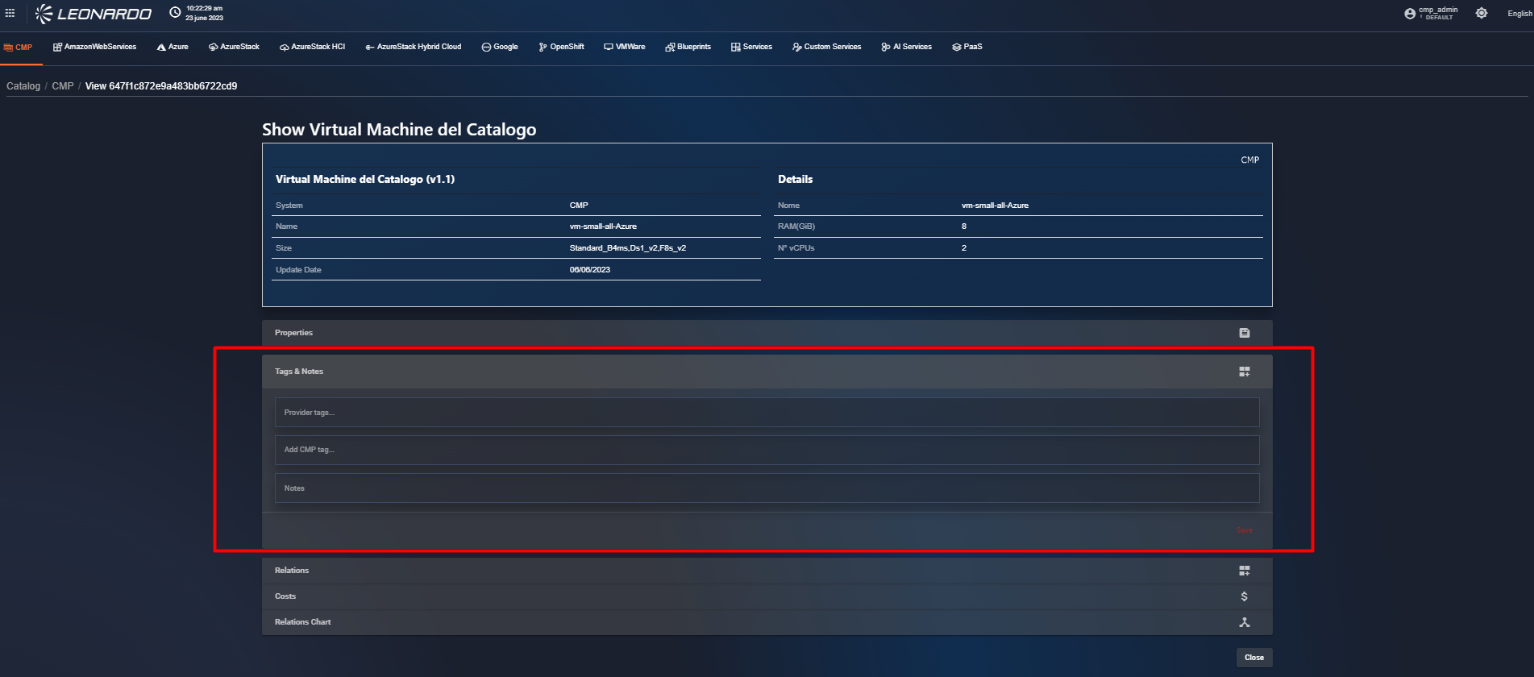 LEONARDO 10:22:29 am
23 june 2023
cmp_admin
DEFAULT
English
CMP AmazonWebServices Azure AzureStack AzureStack HCI AzureStack Hybrid Cloud Google OpenShift VMWare Blueprints Services Custom Services AI Services PaaS
Catalog / CMP / View 647f1c872e9a483bb6722cd9
Show Virtual Machine del Catalogo
CMP
Virtual Machine del Catalogo (v1.1) Details
System CMP Nome vm-small-all-Azure
Name vm-small-all-Azure RAM(GiB) 8
Size Standard_B4ms,Ds1_v2,F8s_v2 N° vCPUs 2
Update Date 06/06/2023
Properties
Tags & Notes
Provider tags...
Add CMP tag...
Notes
Save
Relations
Costs
Relations Chart
Close